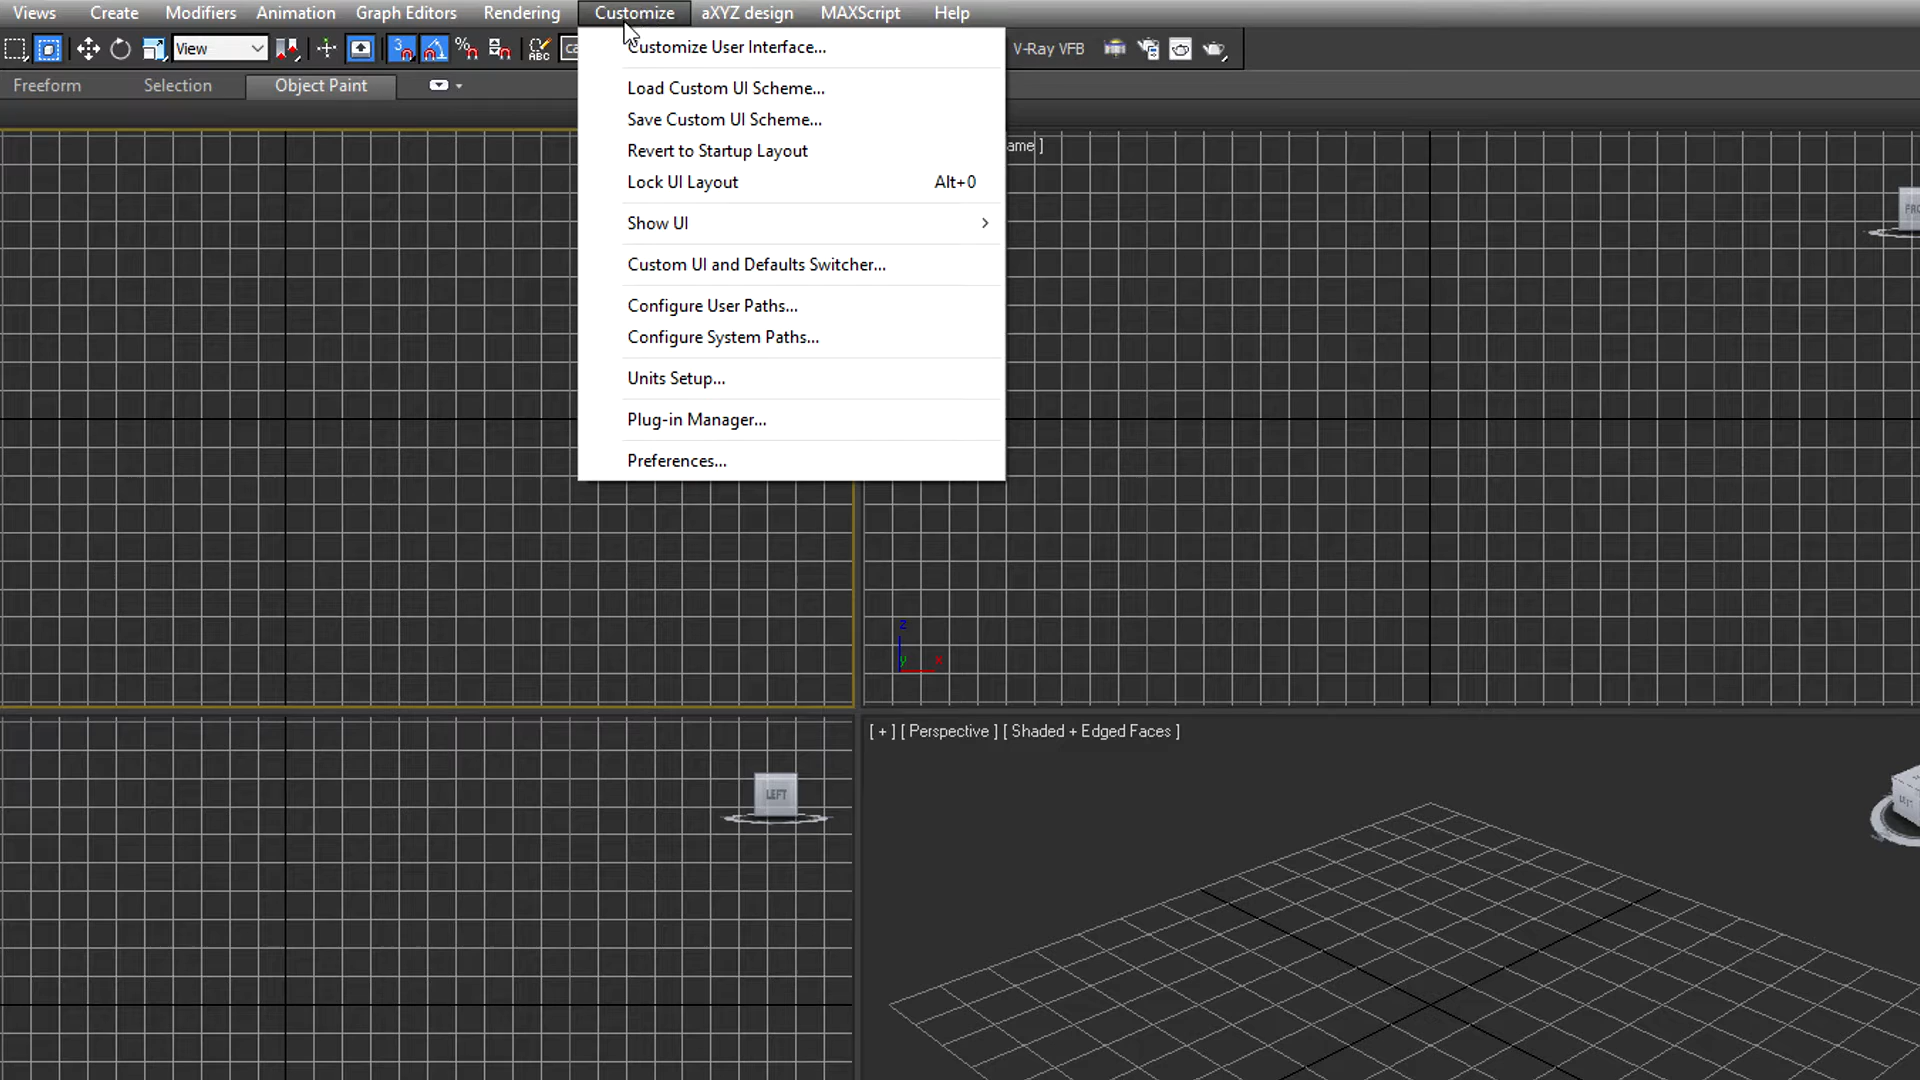 Views Create Modifiers Animation Graph Editors Rendering Customize aXYZ design MAXScript Help
View
3
%
ABC
V-Ray VFB
Freeform Selection Object Paint
Customize User Interface...
Load Custom UI Scheme...
Save Custom UI Scheme...
Revert to Startup Layout
Lock UI Layout Alt+0
Show UI
Custom UI and Defaults Switcher...
Configure User Paths...
Configure System Paths...
Units Setup...
Plug-in Manager...
Preferences...
ame ]
z
y x
[ + ] [ Perspective ] [ Shaded + Edged Faces ]
LEFT